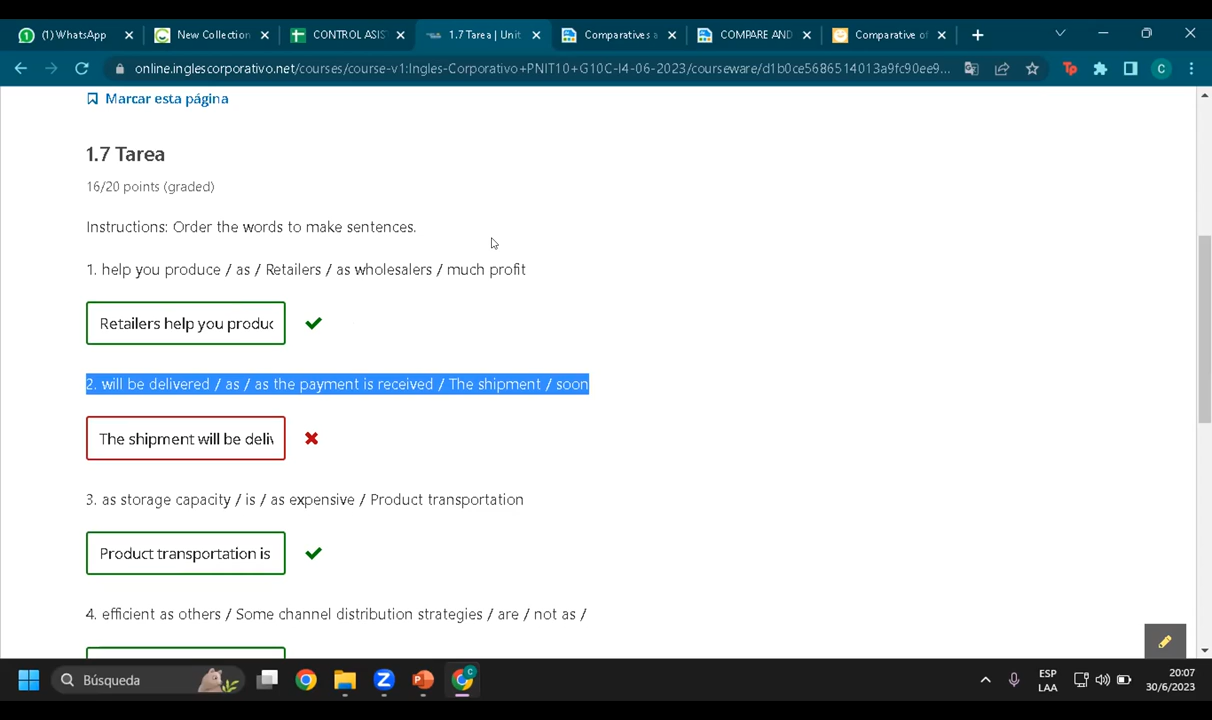 (1) WhatsApp
New Collection
CONTROL ASIS
1.7 Tarea | Unit
Comparatives a
COMPARE AND
Comparative of
online.inglescorporativo.net/courses/course-v1:Ingles-Corporativo+PNIT10+G10C-I4-06-2023/courseware/d1b0ce5686514013a9fc90ee9...
Marcar esta página
1.7 Tarea
16/20 points (graded)
Instructions: Order the words to make sentences.
1. help you produce / as / Retailers / as wholesalers / much profit
Retailers help you produc
2. will be delivered / as / as the payment is received / The shipment / soon
The shipment will be deliv
3. as storage capacity / is / as expensive / Product transportation
Product transportation is
4. efficient as others / Some channel distribution strategies / are / not as /
Búsqueda
ESP
LAA
20:07
30/6/2023